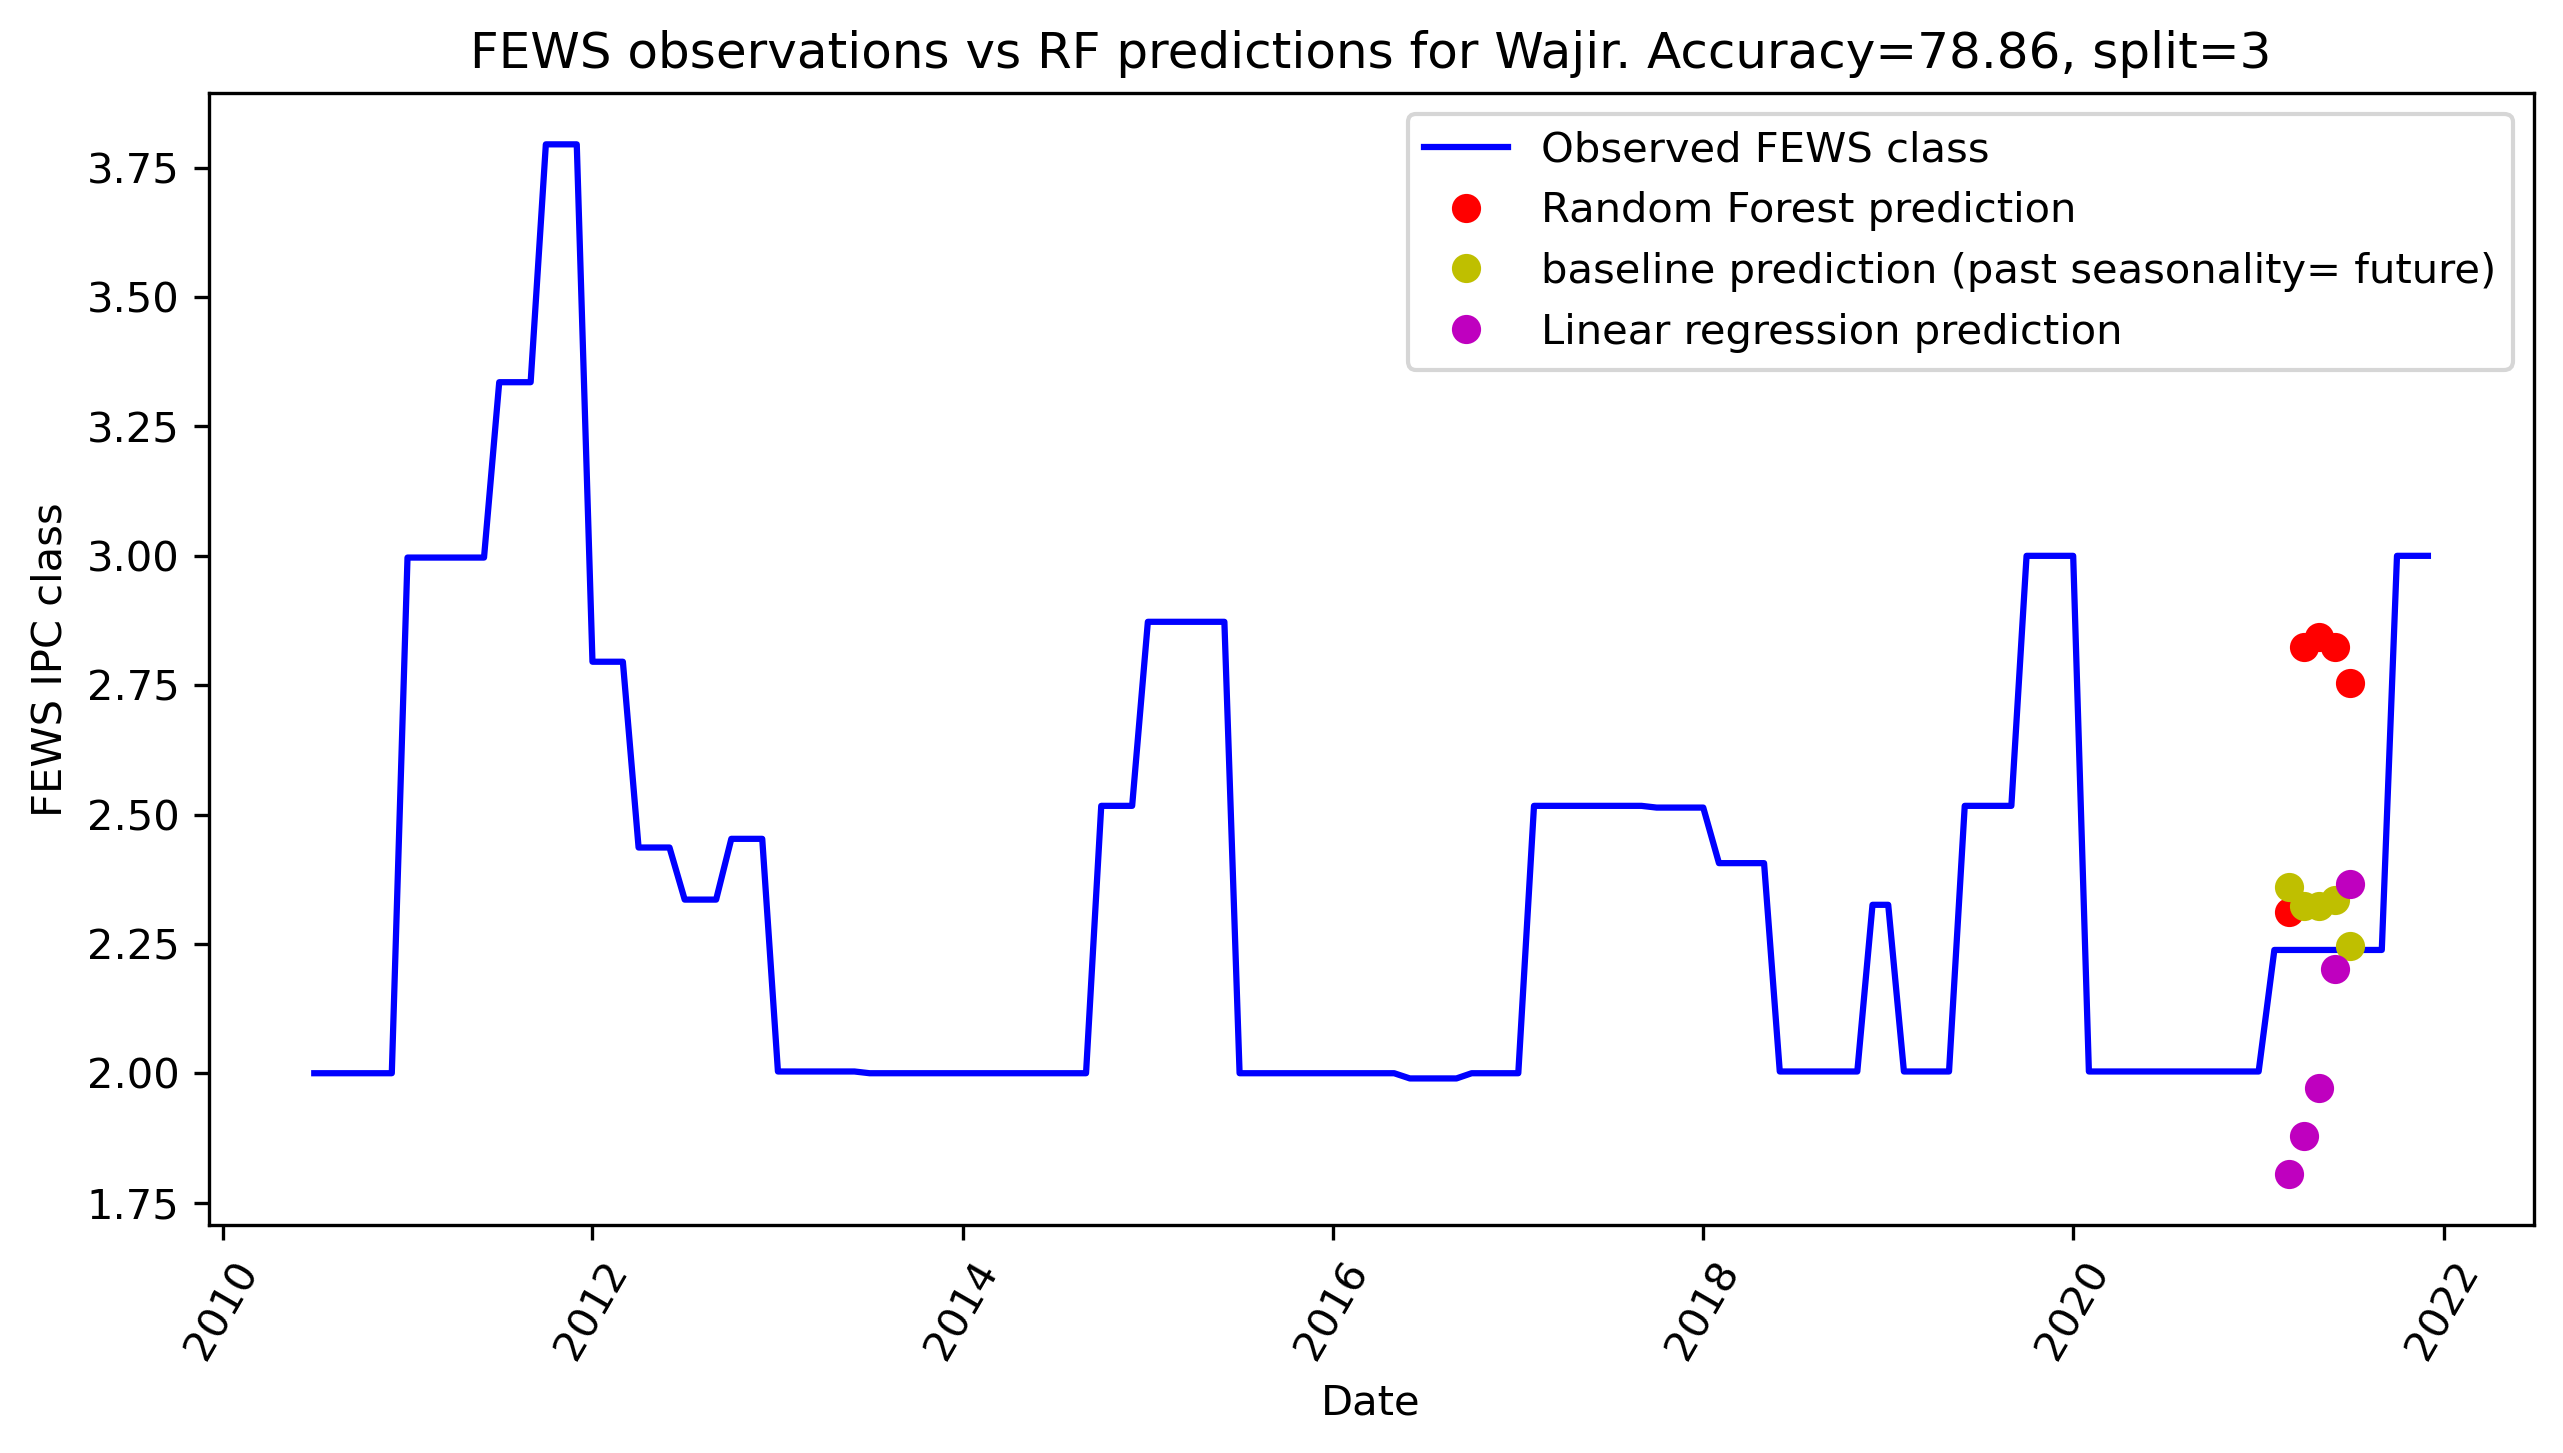 FEWS observations vs RF predictions for Wajir. Accuracy=78.86, split=3
Observed FEWS class
Random Forest prediction
baseline prediction (past seasonality= future)
Linear regression prediction
FEWS IPC class
3.75
3.50
3.25
3.00
2.75
2.50
2.25
2.00
1.75
2010
2012
2014
2016
2018
2020
2022
Date